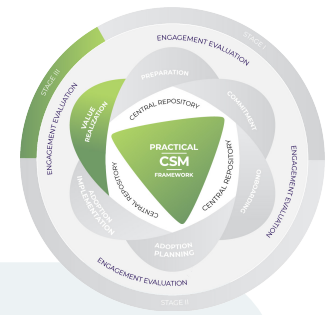 STAGE I
ENGAGEMENT EVALUATION
PREPARATION
COMMITMENT
CENTRAL REPOSITORY
STAGE III
ENGAGEMENT EVALUATION
VALUE
REALIZATION
PRACTICAL
CSM
FRAMEWORK
CENTRAL REPOSITORY
ONBOARDING
ENGAGEMENT EVALUATION
CENTRAL REPOSITORY
ADOPTION
IMPLEMENTATION
ADOPTION
PLANNING
ENGAGEMENT EVALUATION
STAGE II